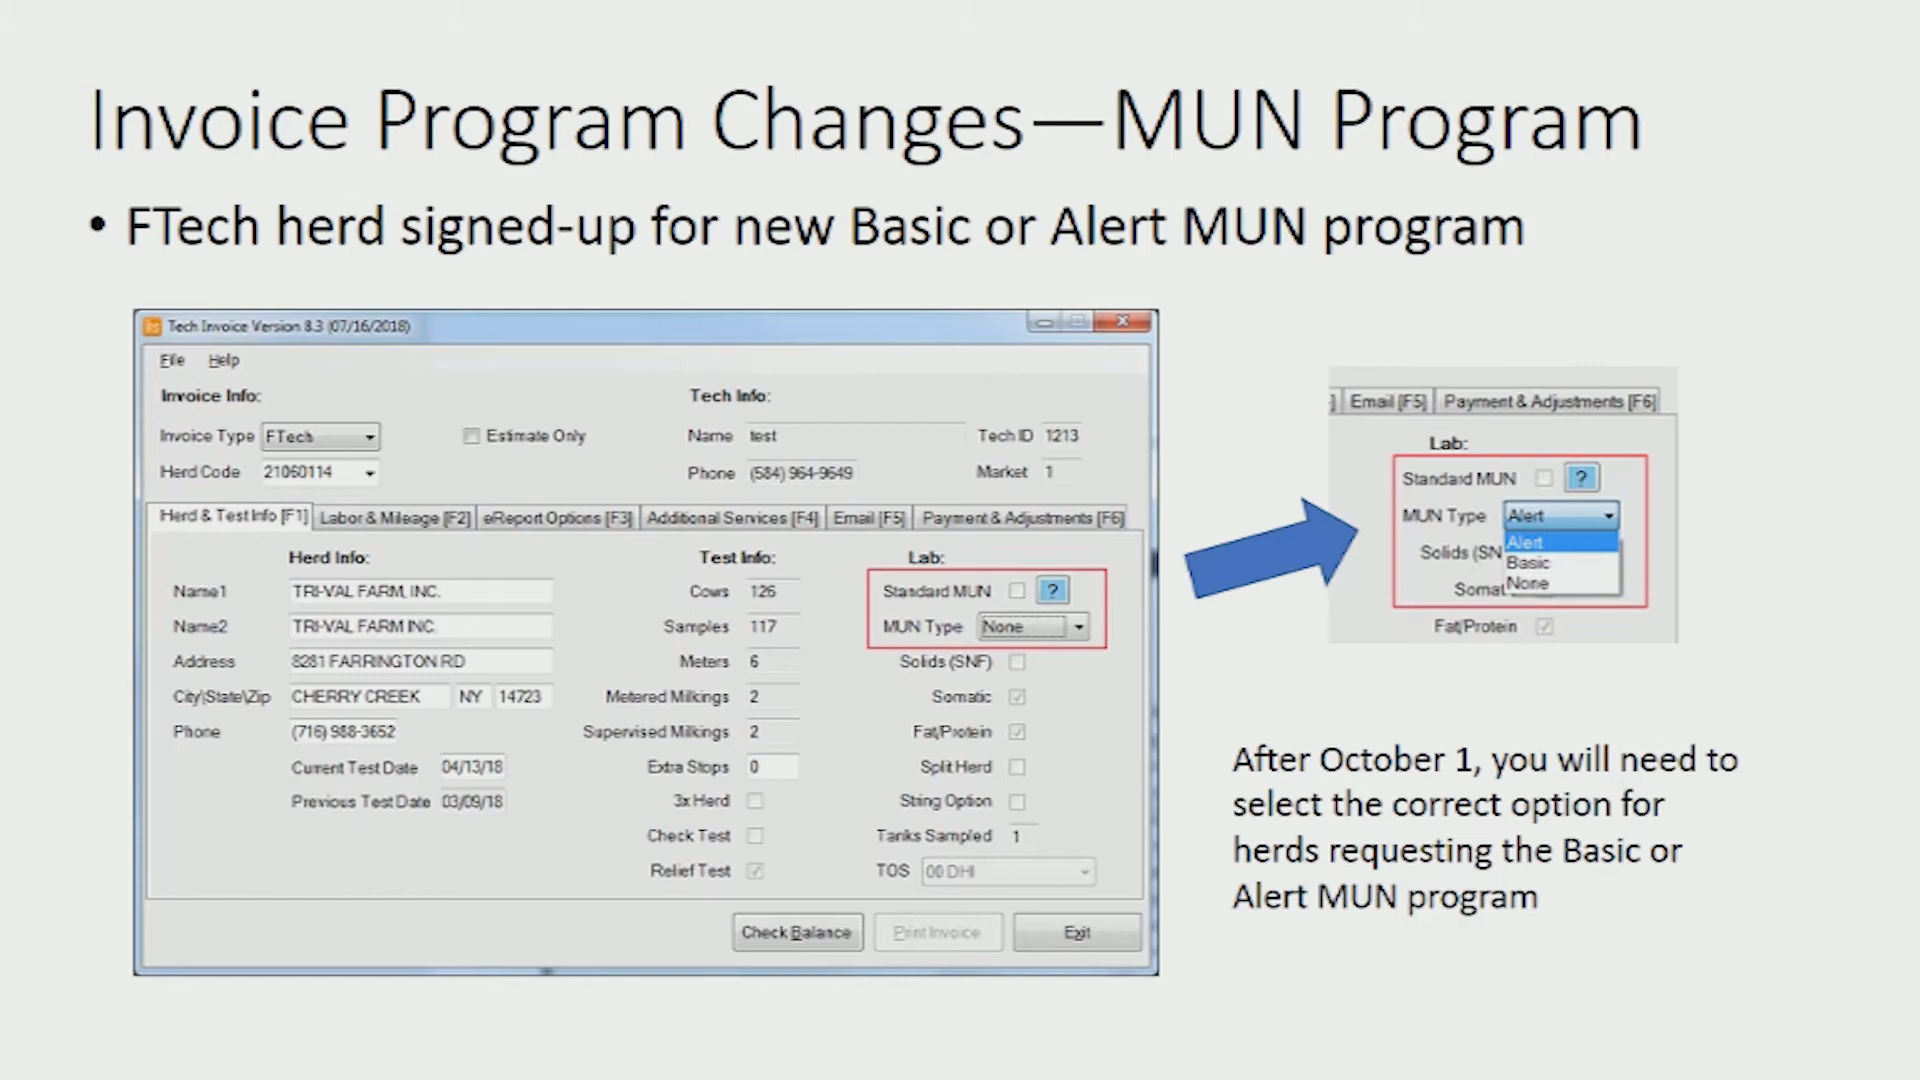 Invoice Program Changes—MUN Program
• FTech herd signed-up for new Basic or Alert MUN program
Tech Invoice Version 8.3 (07/16/2018)
File Help
Invoice Info: Tech Info:
Invoice Type FTech Estimate Only Name test Tech ID 1213
Herd Code 21060114 Phone (584) 964-9649 Market 1
Herd & Test Info [F1] Labor & Mileage [F2] eReport Options [F3] Additional Services [F4] Email [F5] Payment & Adjustments [F6]
Herd Info: Test Info: Lab:
Name1 TRI-VAL FARM, INC. Cows 126 Standard MUN ?
Name2 TRI-VAL FARM INC. Samples 117 MUN Type None
Address 8281 FARRINGTON RD Meters 6 Solids (SNF)
City\State\Zip CHERRY CREEK NY 14723 Metered Milkings 2 Somatic
Phone (716) 988-3652 Supervised Milkings 2 Fat/Protein
Current Test Date 04/13/18 Extra Stops 0 Split Herd
Previous Test Date 03/09/18 3x Herd String Option
Check Test Tanks Sampled 1
Relief Test TOS 00 DHI
Check Balance Print Invoice Exit
Email [F5] Payment & Adjustments [F6]
Lab:
Standard MUN ?
MUN Type Alert
Alert
Solids (SN Basic
Somat None
Fat/Protein
After October 1, you will need to
select the correct option for
herds requesting the Basic or
Alert MUN program